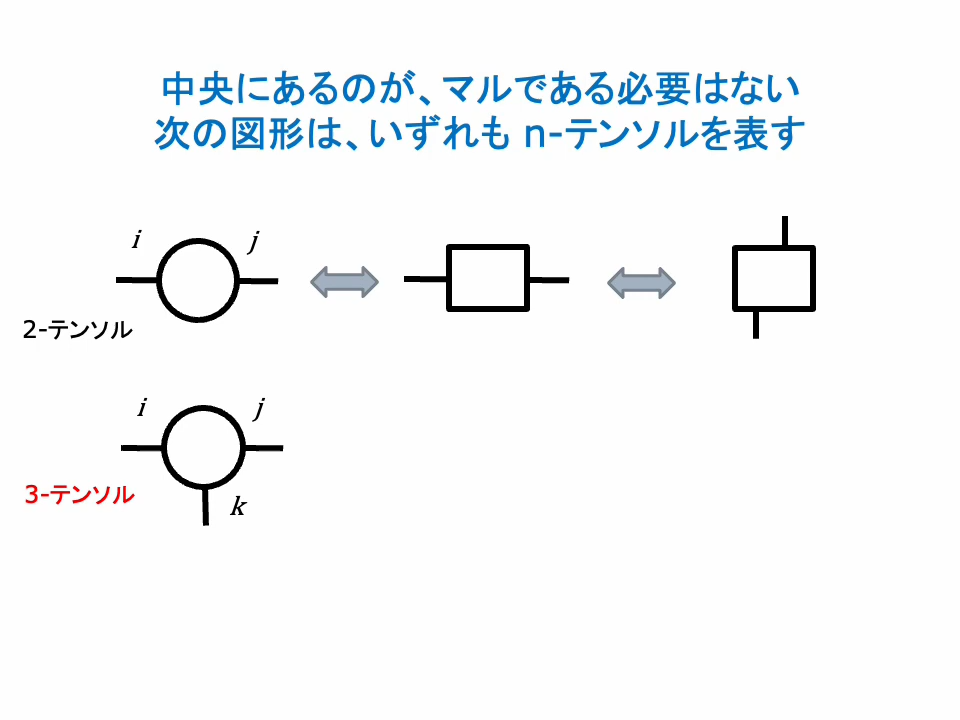 中央にあるのが、マルである必要はない
次の図形は、いずれも n-テンソルを表す
i j
2-テンソル
i j
3-テンソル
k